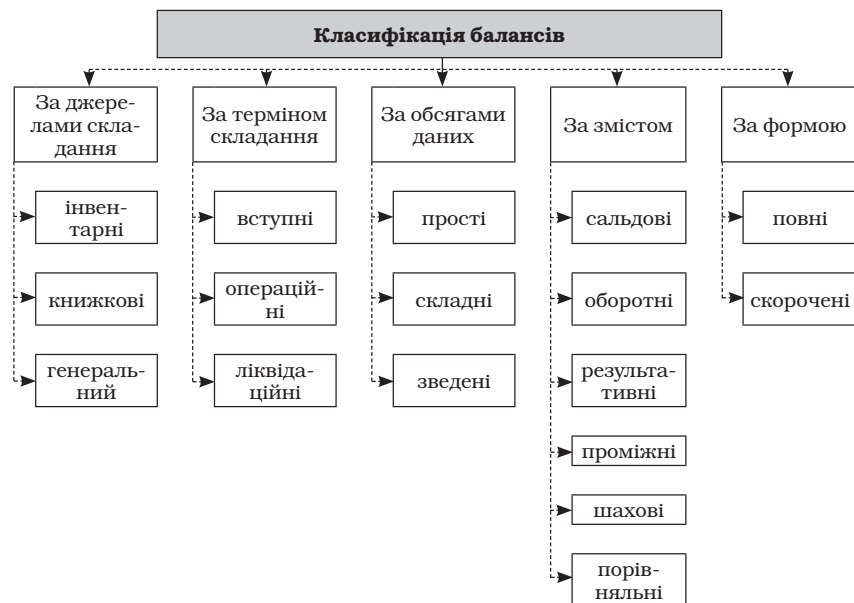 Класифікація балансів
За джере-
лами скла-
дання
інвен-
тарні
книжкові
генераль-
ний
За терміном
складання
вступні
операцій-
ні
ліквіда-
ційні
За обсягами
даних
прості
складні
зведені
За змістом
сальдові
оборотні
результа-
тивні
проміжні
шахові
порів-
няльні
За формою
повні
скорочені